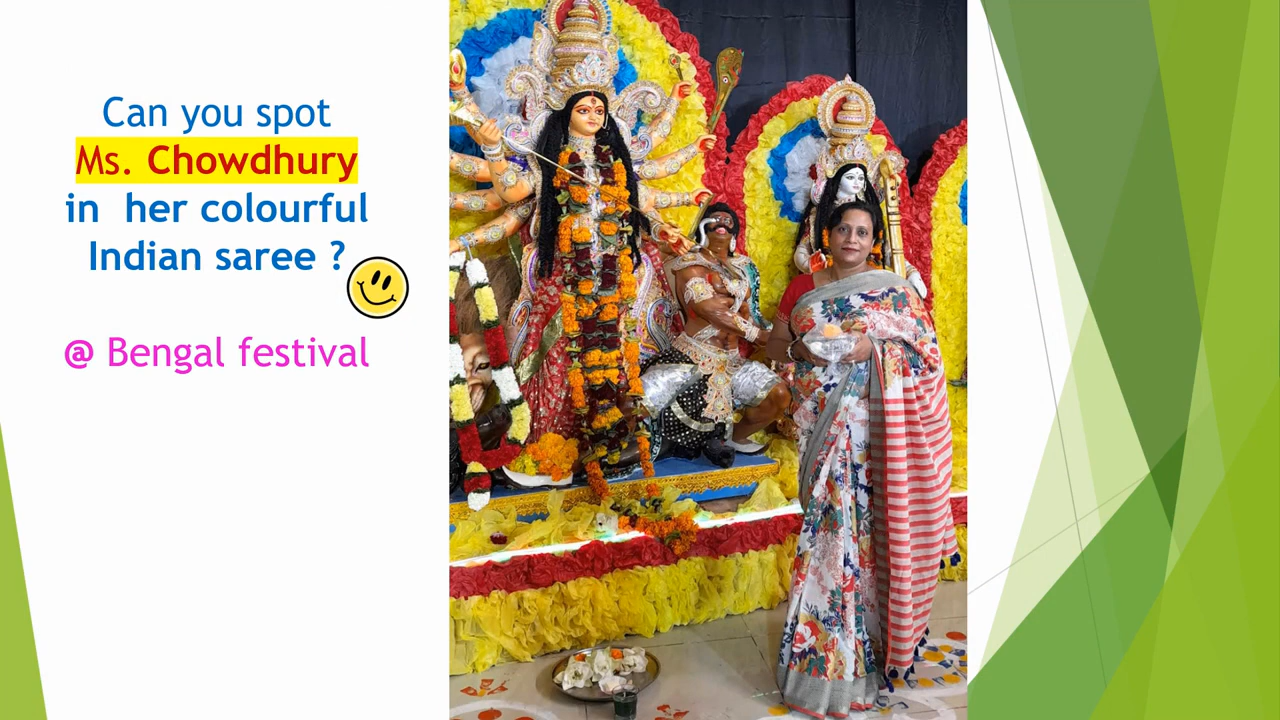 Can you spot
Ms. Chowdhury
in her colourful
Indian saree ?
@ Bengal festival